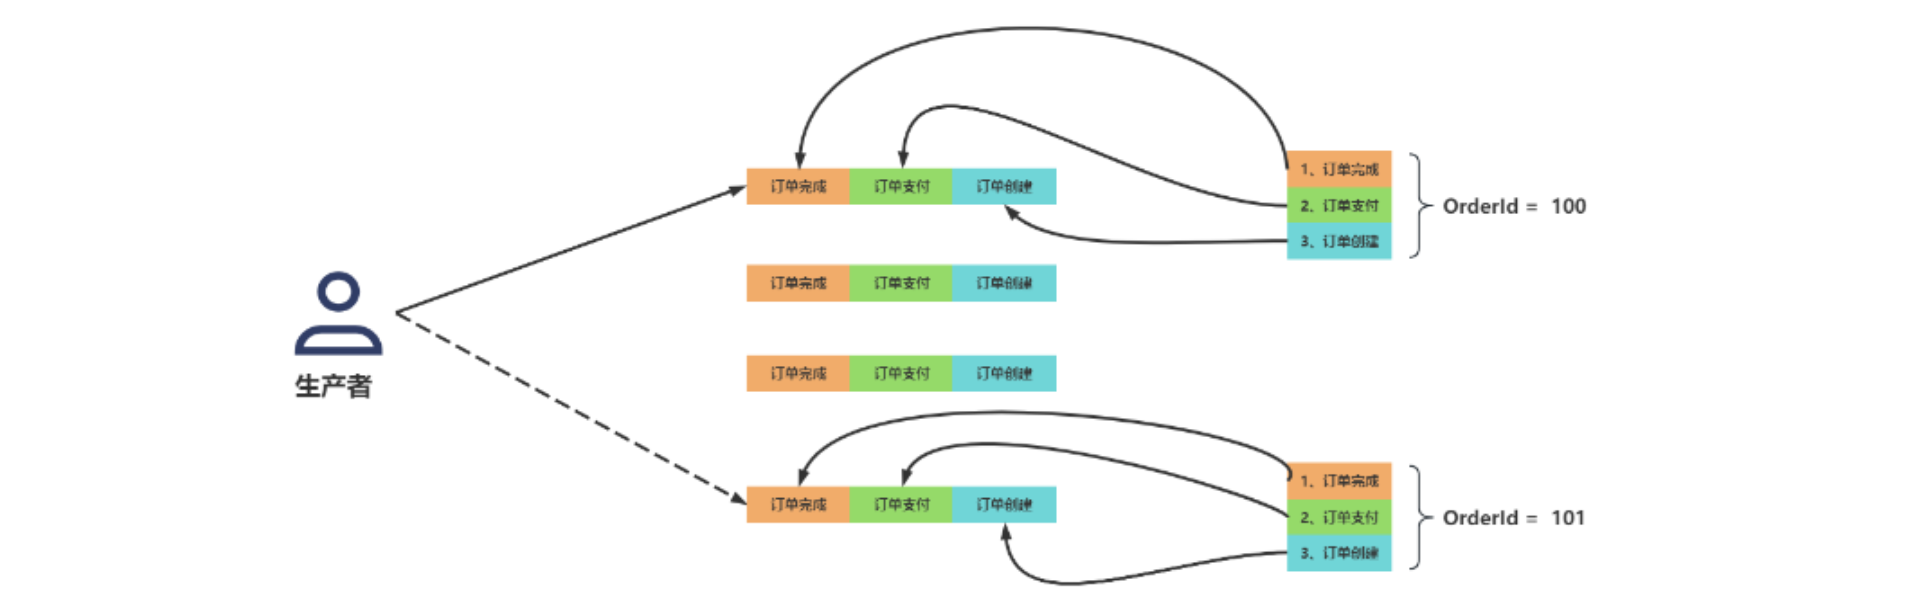 订单完成 订单支付 订单创建
1、订单完成
2、订单支付
3、订单创建
OrderId = 100
订单完成 订单支付 订单创建
生产者
订单完成 订单支付 订单创建
订单完成 订单支付 订单创建
1、订单完成
2、订单支付
3、订单创建
OrderId = 101